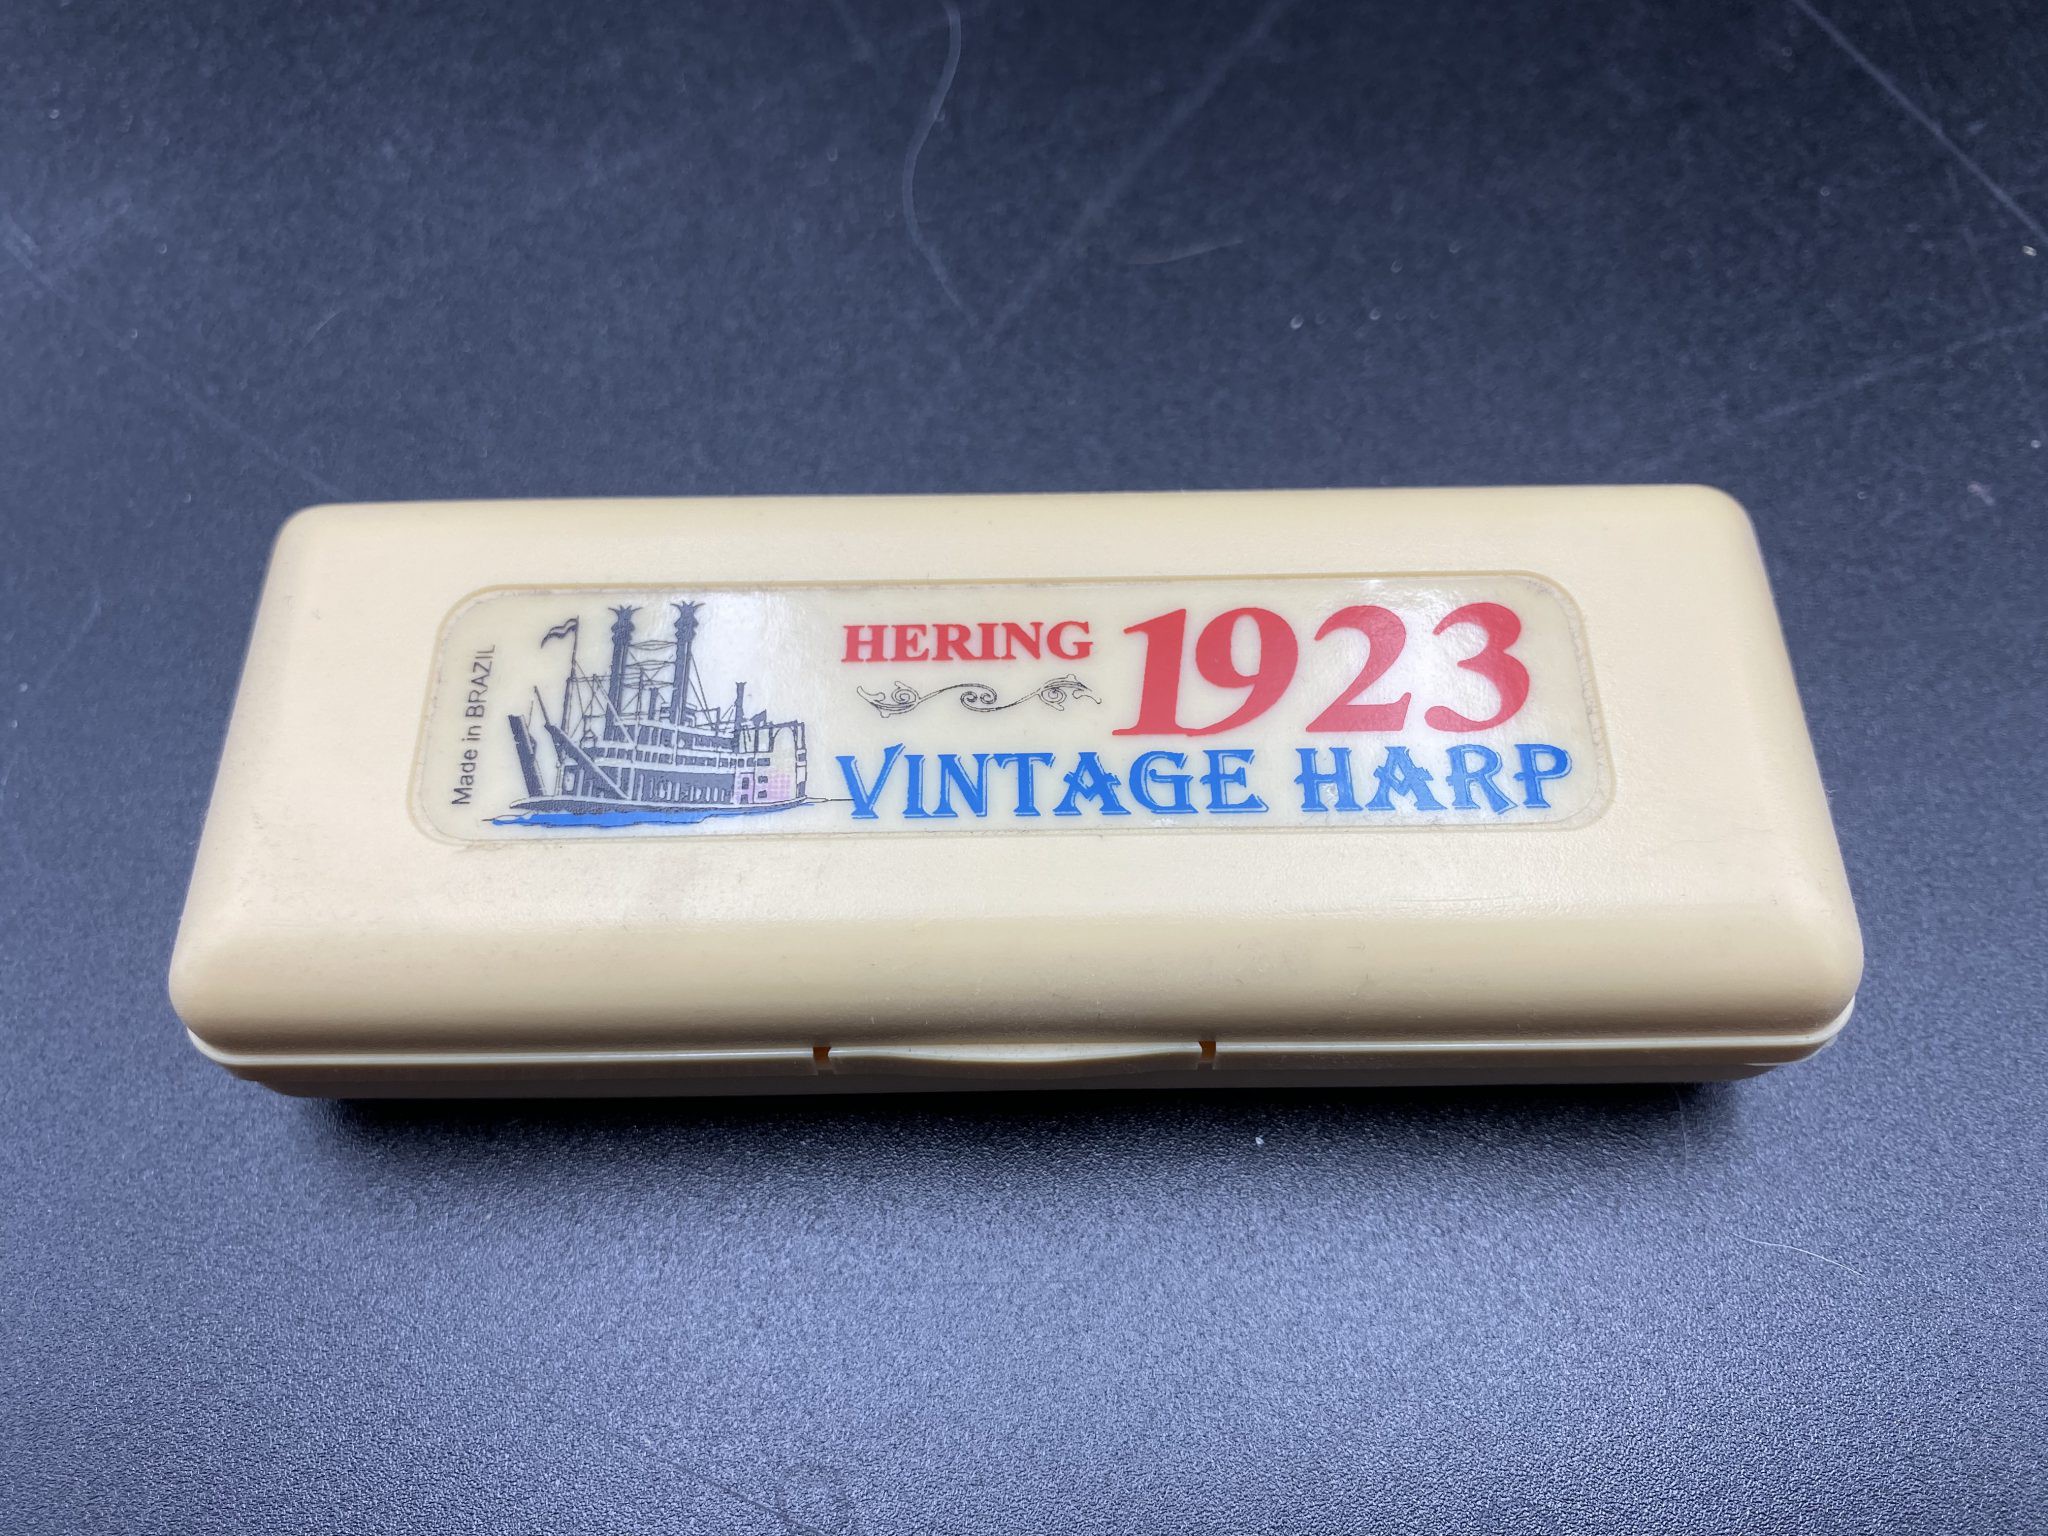 Made in BRAZIL
HERING 1923
VINTAGE HARP